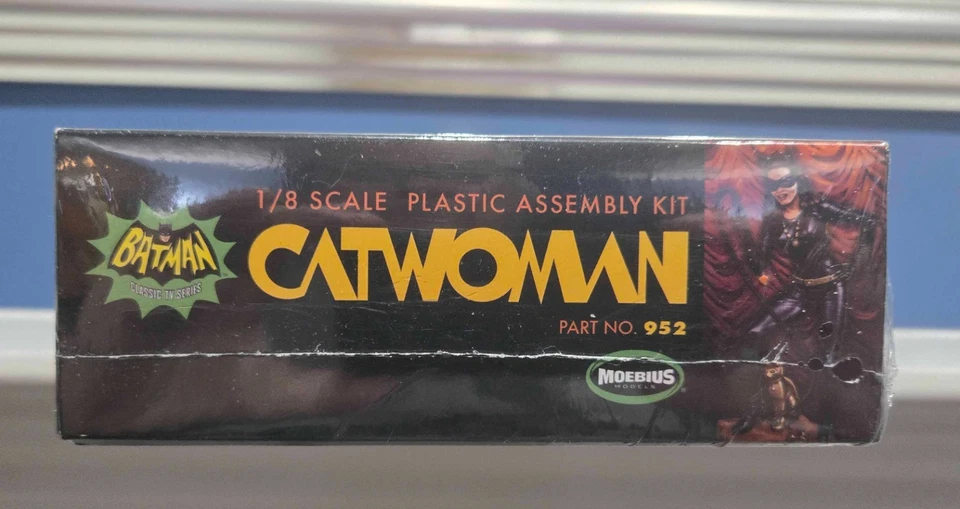 1/8 SCALE PLASTIC ASSEMBLY KIT
BATMAN
CLASSIC TV SERIES
CATWOMAN
PART NO. 952
MOEBIUS
MODELS